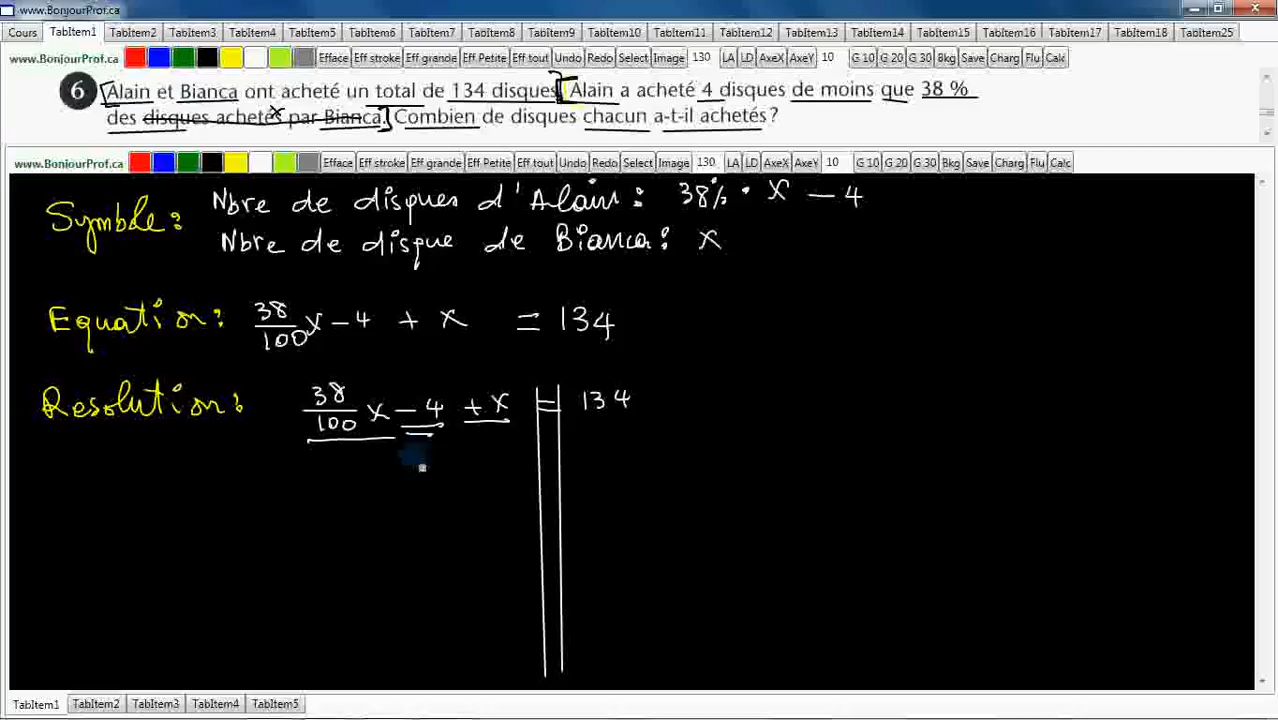 www.BonjourProf.ca
Cours TabItem1 TabItem2 TabItem3 TabItem4 TabItem5 TabItem6 TabItem7 TabItem8 TabItem9 TabItem10 TabItem11 TabItem12 TabItem13 TabItem14 TabItem15 TabItem16 TabItem17 TabItem18 TabItem25
www.BonjourProf.ca Efface Eff stroke Eff grande Eff Petite Eff tout Undo Redo Select Image 130 LA LD AxeX AxeY 10 G 10 G 20 G 30 Bkg Save Charg Flu Calc
6 Alain et Bianca ont acheté un total de 134 disques. Alain a acheté 4 disques de moins que 38 %
des disques achetés par Bianca. Combien de disques chacun a-t-il achetés ?
x
www.BonjourProf.ca Efface Eff stroke Eff grande Eff Petite Eff tout Undo Redo Select Image 130 LD AxeX AxeY 10 G 10 G 20 G 30 Bkg Save Charg Flu Calc
Symbole: Nbre de disques d'Alain: 38% • x - 4
Nbre de disque de Bianca: x
Equation: 38/100 x - 4 + x = 134
Resolution: 38/100 x - 4 + x = 134
TabItem1 TabItem2 TabItem3 TabItem4 TabItem5